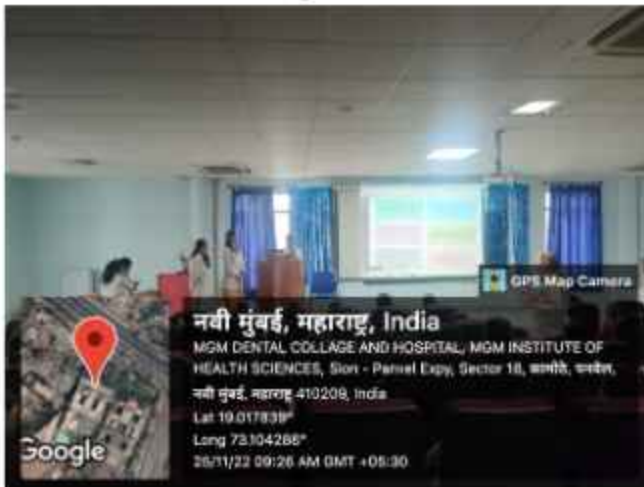 GPS Map Camera
नवी मुंबई, महाराष्ट्र, India
MGM DENTAL COLLAGE AND HOSPITAL, MGM INSTITUTE OF
HEALTH SCIENCES, Sion - Panvel Expy, Sector 18, कामोठे, पनवेल,
नवी मुंबई, महाराष्ट्र 410209, India
Lat 19.017839°
Long 73.104286°
26/11/22 09:26 AM GMT +05:30
Google